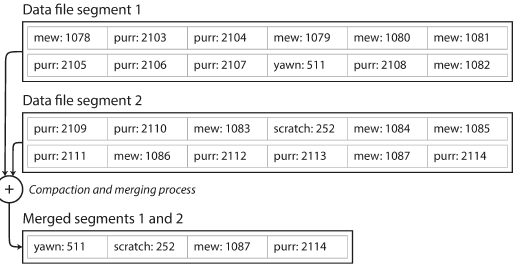 Data file segment 1
mew: 1078 purr: 2103 purr: 2104 mew: 1079 mew: 1080 mew: 1081
purr: 2105 purr: 2106 purr: 2107 yawn: 511 purr: 2108 mew: 1082
Data file segment 2
purr: 2109 purr: 2110 mew: 1083 scratch: 252 mew: 1084 mew: 1085
purr: 2111 mew: 1086 purr: 2112 purr: 2113 mew: 1087 purr: 2114
+ Compaction and merging process
Merged segments 1 and 2
yawn: 511 scratch: 252 mew: 1087 purr: 2114